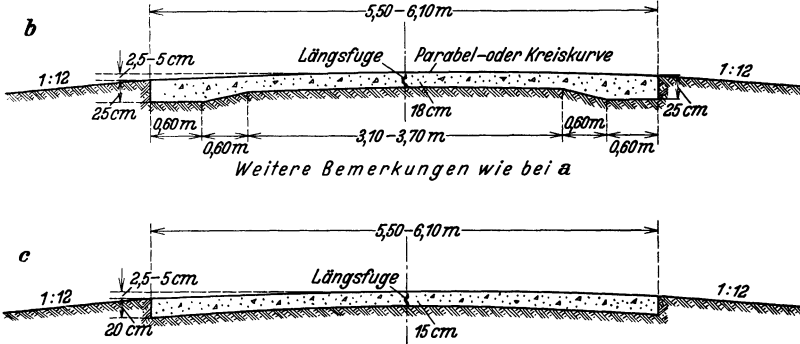 5,50–6,10 m
b
2,5–5 cm
Längsfuge
Parabel-oder Kreiskurve
1:12
1:12
25 cm
18 cm
25 cm
0,60 m
0,60 m
0,60 m
3,10–3,70 m
0,60 m
Weitere Bemerkungen wie bei a
5,50–6,10 m
c
2,5–5 cm
Längsfuge
1:12
1:12
20 cm
15 cm